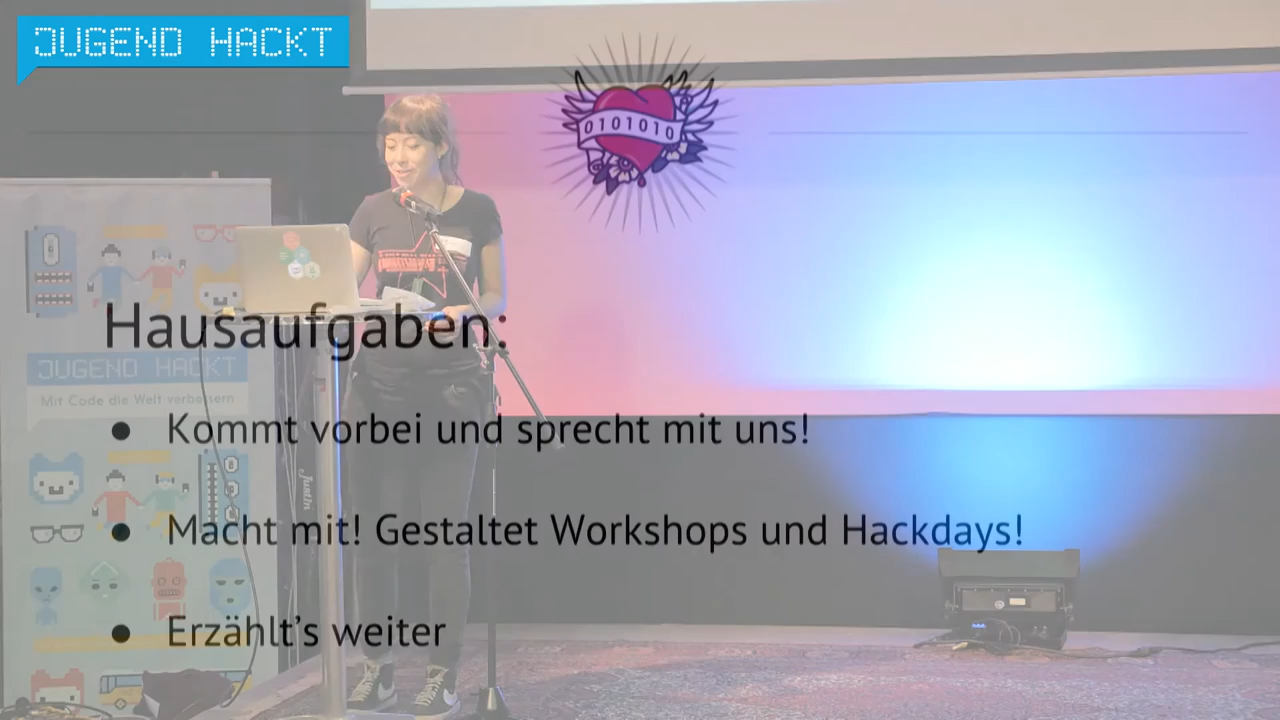 JUGEND HACKT
0101010
Hausaufgaben:
JUGEND HACKT
Mit Code die Welt verbessern
● Kommt vorbei und sprecht mit uns!
● Macht mit! Gestaltet Workshops und Hackdays!
● Erzählt’s weiter